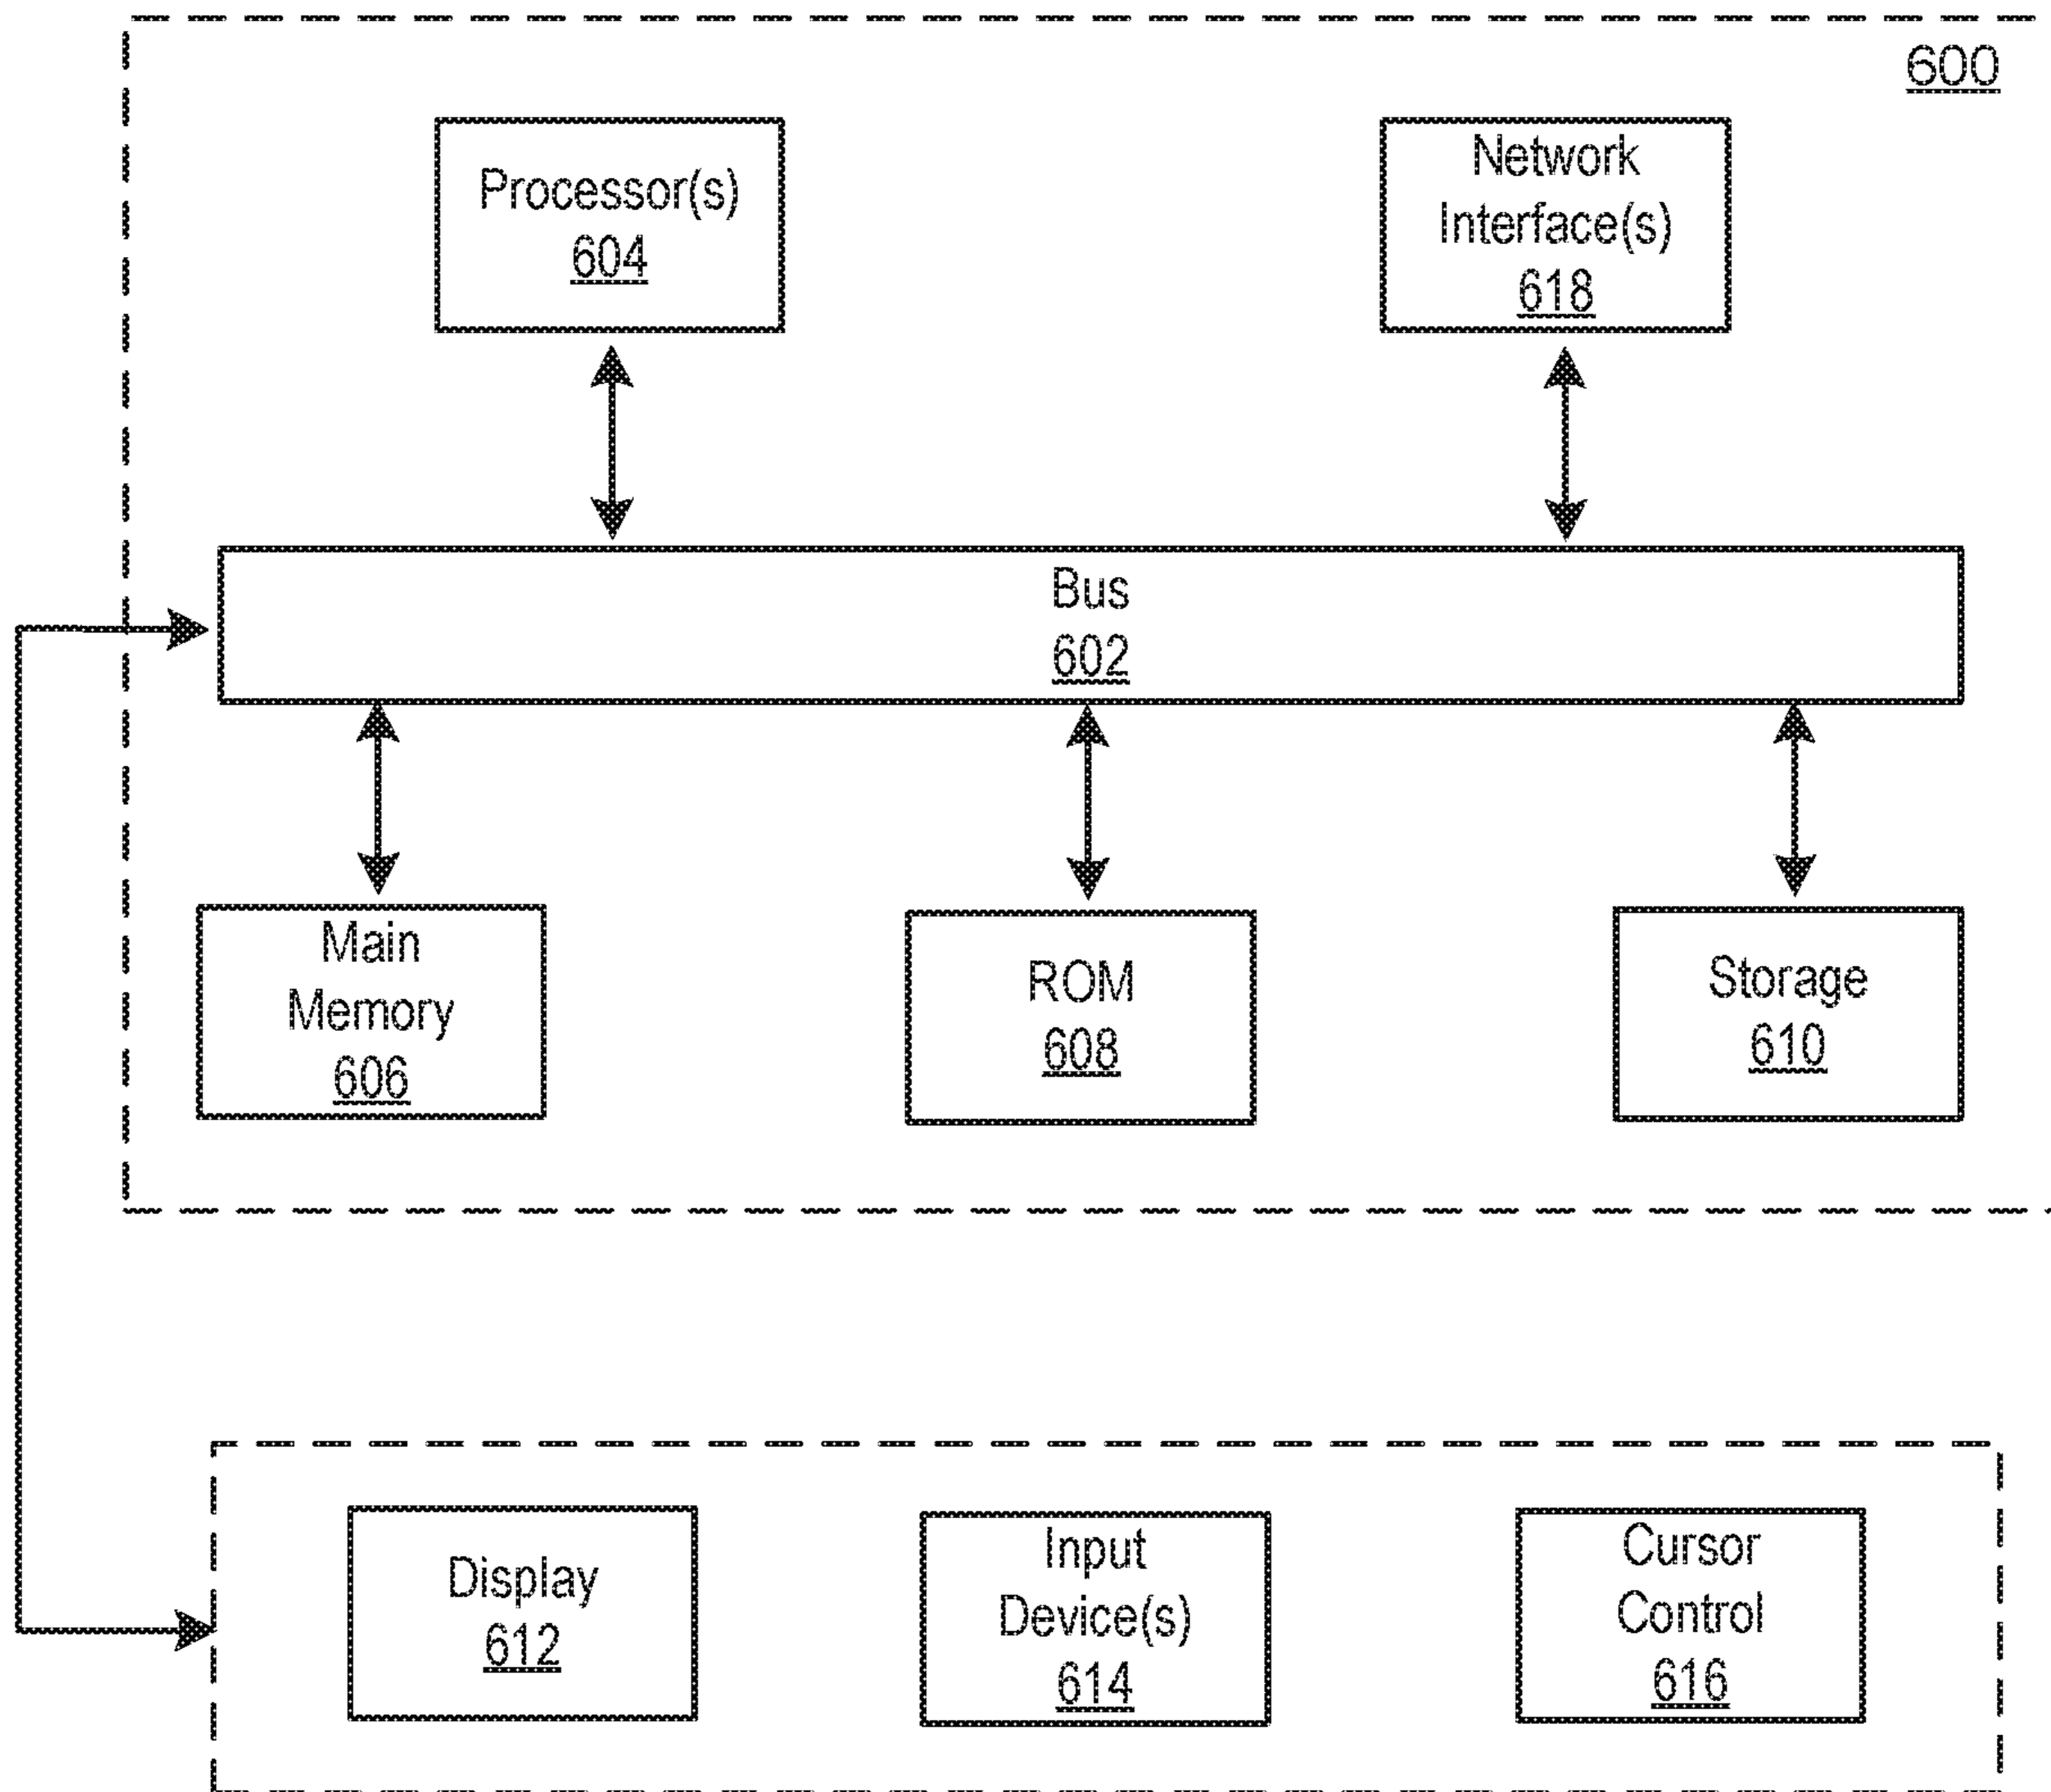 600
Processor(s)
604
Network
Interface(s)
618
Bus
602
Main
Memory
606
ROM
608
Storage
610
Display
612
Input
Device(s)
614
Cursor
Control
616